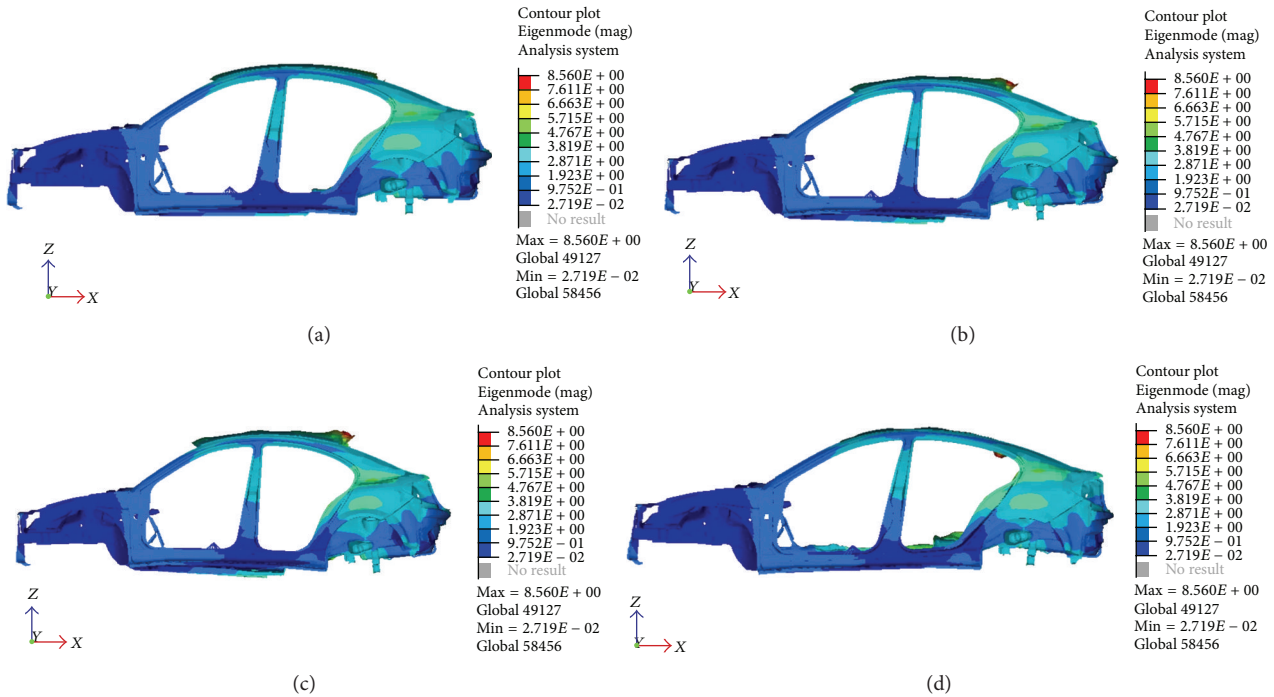 Contour plot
Eigenmode (mag)
Analysis system
8.560E + 00
7.611E + 00
6.663E + 00
5.715E + 00
4.767E + 00
3.819E + 00
2.871E + 00
1.923E + 00
9.752E - 01
2.719E - 02
No result
Max = 8.560E + 00
Global 49127
Min = 2.719E - 02
Global 58456
Z
Y
X
(a)
Contour plot
Eigenmode (mag)
Analysis system
8.560E + 00
7.611E + 00
6.663E + 00
5.715E + 00
4.767E + 00
3.819E + 00
2.871E + 00
1.923E + 00
9.752E - 01
2.719E - 02
No result
Max = 8.560E + 00
Global 49127
Min = 2.719E - 02
Global 58456
Z
Y
X
(b)
Contour plot
Eigenmode (mag)
Analysis system
8.560E + 00
7.611E + 00
6.663E + 00
5.715E + 00
4.767E + 00
3.819E + 00
2.871E + 00
1.923E + 00
9.752E - 01
2.719E - 02
No result
Max = 8.560E + 00
Global 49127
Min = 2.719E - 02
Global 58456
Z
Y
X
(c)
Contour plot
Eigenmode (mag)
Analysis system
8.560E + 00
7.611E + 00
6.663E + 00
5.715E + 00
4.767E + 00
3.819E + 00
2.871E + 00
1.923E + 00
9.752E - 01
2.719E - 02
No result
Max = 8.560E + 00
Global 49127
Min = 2.719E - 02
Global 58456
Z
Y
X
(d)